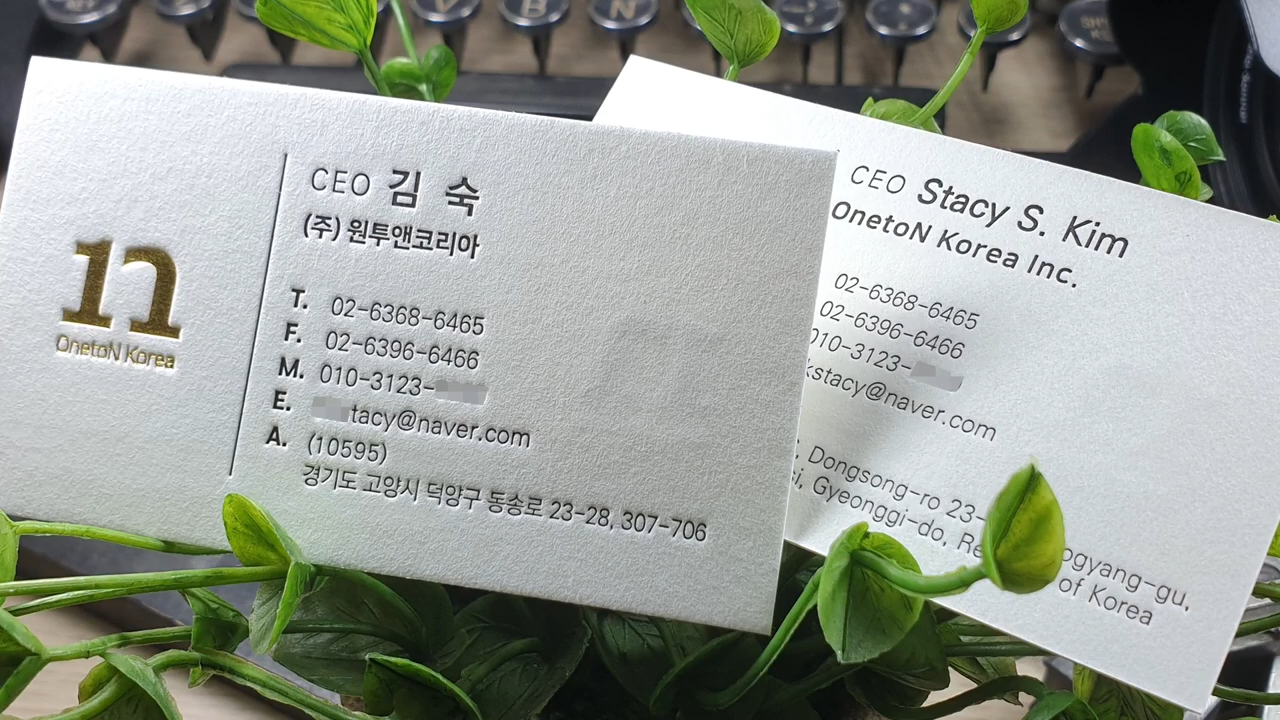 1n
OnetoN Korea
CEO 김 숙
(주) 원투앤코리아
T. 02-6368-6465
F. 02-6396-6466
M. 010-3123-
E. tacy@naver.com
A. (10595)
경기도 고양시 덕양구 동송로 23-28, 307-706
CEO Stacy S. Kim
OnetoN Korea Inc.
02-6368-6465
02-6396-6466
010-3123-
kstacy@naver.com
Dongsong-ro 23-
Gyeonggi-do, of Korea
V B N